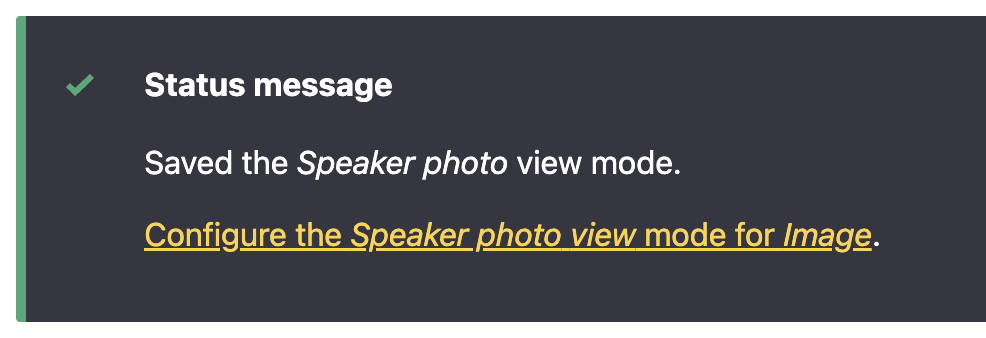 Status message
Saved the Speaker photo view mode.
Configure the Speaker photo view mode for Image.